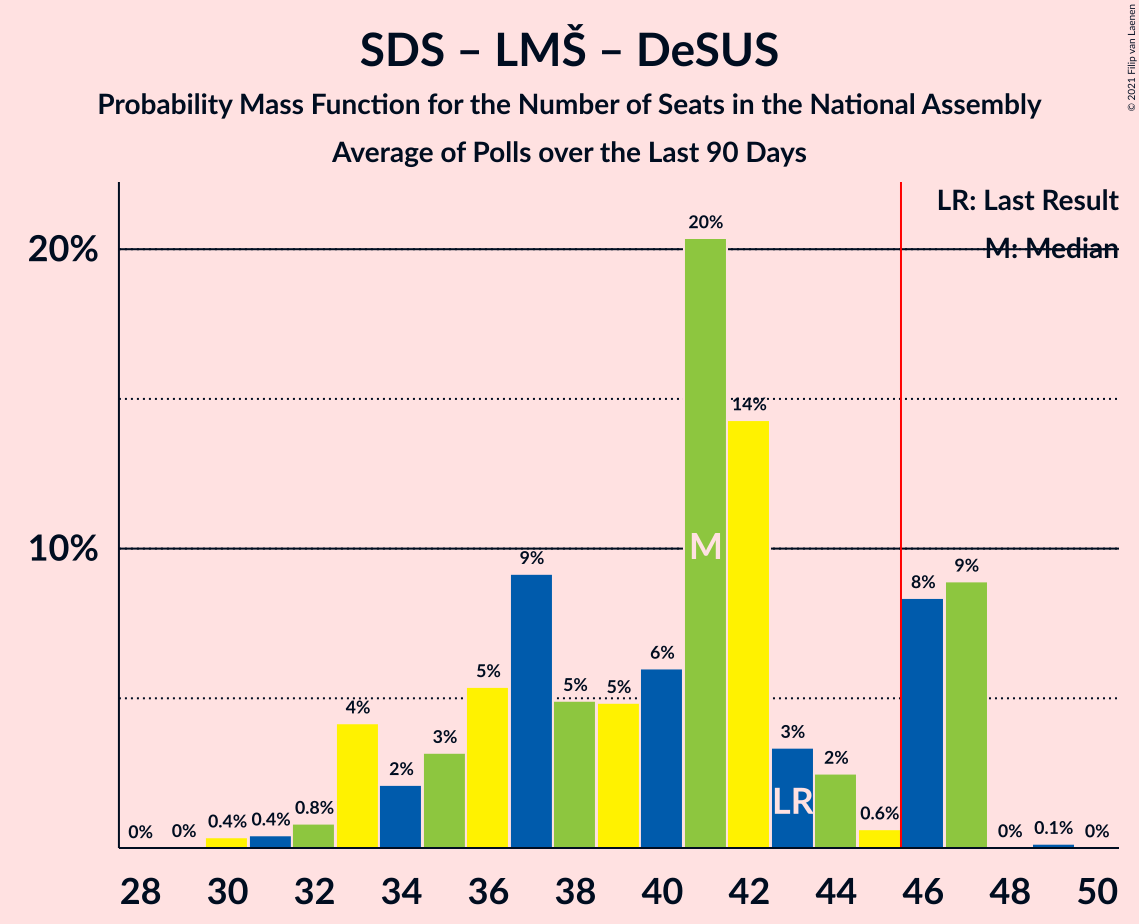 SDS – LMŠ – DeSUS
Probability Mass Function for the Number of Seats in the National Assembly
Average of Polls over the Last 90 Days
© 2021 Filip van Laenen
LR: Last Result
M: Median
20%
10%
0%
0%
0.4%
0.4%
0.8%
4%
2%
3%
5%
9%
5%
5%
6%
20%
14%
3%
2%
0.6%
8%
9%
0%
0.1%
0%
M
LR
28 30 32 34 36 38 40 42 44 46 48 50